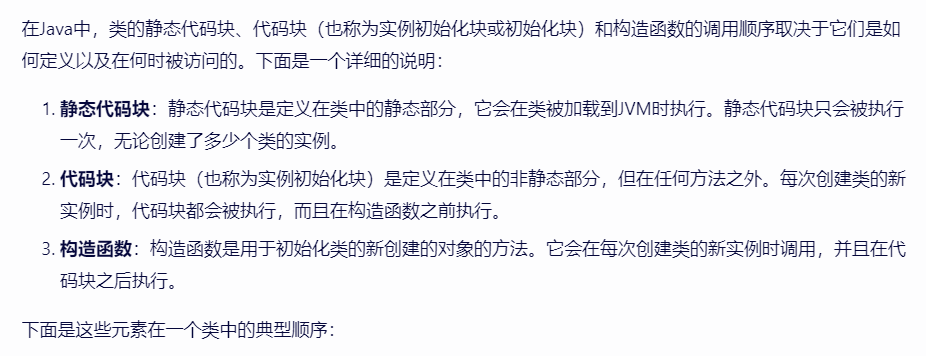 在Java中，类的静态代码块、代码块（也称为实例初始化块或初始化块）和构造函数的调用顺序取决于它们是如
何定义以及在何时被访问的。下面是一个详细的说明：
1. 静态代码块：静态代码块是定义在类中的静态部分，它会在类被加载到JVM时执行。静态代码块只会被执行
一次，无论创建了多少个类的实例。
2. 代码块：代码块（也称为实例初始化块）是定义在类中的非静态部分，但在任何方法之外。每次创建类的新
实例时，代码块都会被执行，而且在构造函数之前执行。
3. 构造函数：构造函数是用于初始化类的新创建的对象的方法。它会在每次创建类的新实例时调用，并且在代
码块之后执行。
下面是这些元素在一个类中的典型顺序：